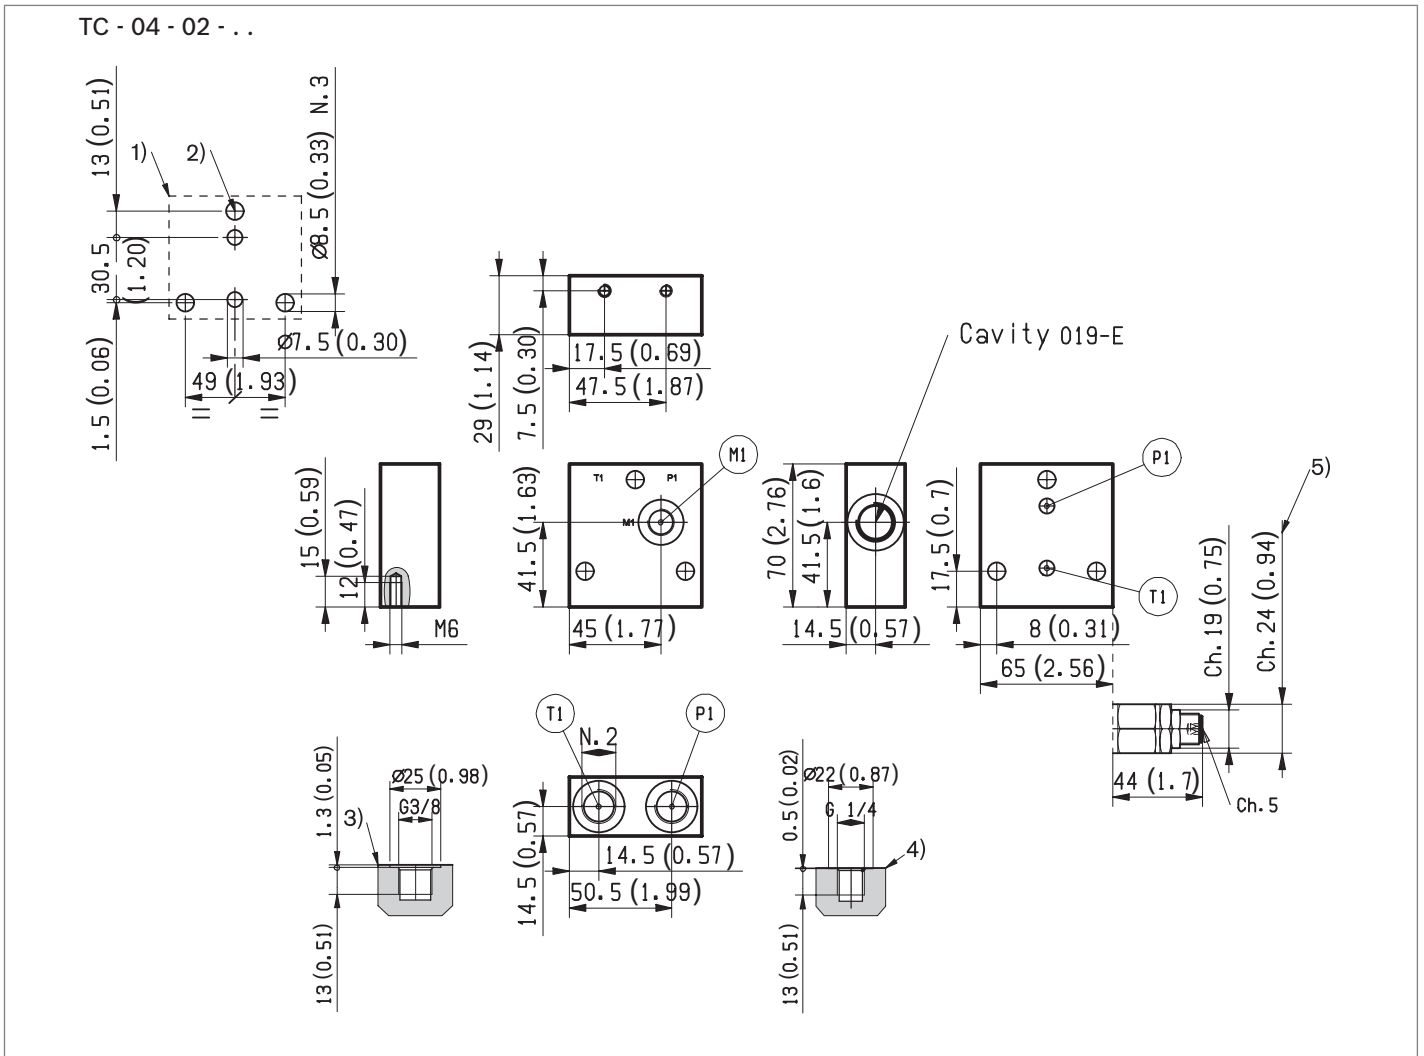 TC - 04 - 02 - . .
13 (0.51)
1)
2)
Ø8.5 (0.33) N.3
30.5
(1.20)
1.5 (0.06)
Ø7.5 (0.30)
49 (1.93)
=
=
29 (1.14)
7.5 (0.30)
17.5 (0.69)
47.5 (1.87)
Cavity 019-E
15 (0.59)
12 (0.47)
M6
41.5 (1.63)
T1
P1
M1
M1
45 (1.77)
70 (2.76)
41.5 (1.6)
14.5 (0.57)
17.5 (0.7)
P1
T1
8 (0.31)
65 (2.56)
5)
Ch.19 (0.75)
Ch.24 (0.94)
44 (1.7)
Ch.5
1.3 (0.05)
Ø25 (0.98)
G3/8
3)
13 (0.51)
T1
P1
N.2
14.5 (0.57)
14.5 (0.57)
50.5 (1.99)
0.5 (0.02)
Ø22 (0.87)
G 1/4
4)
13 (0.51)